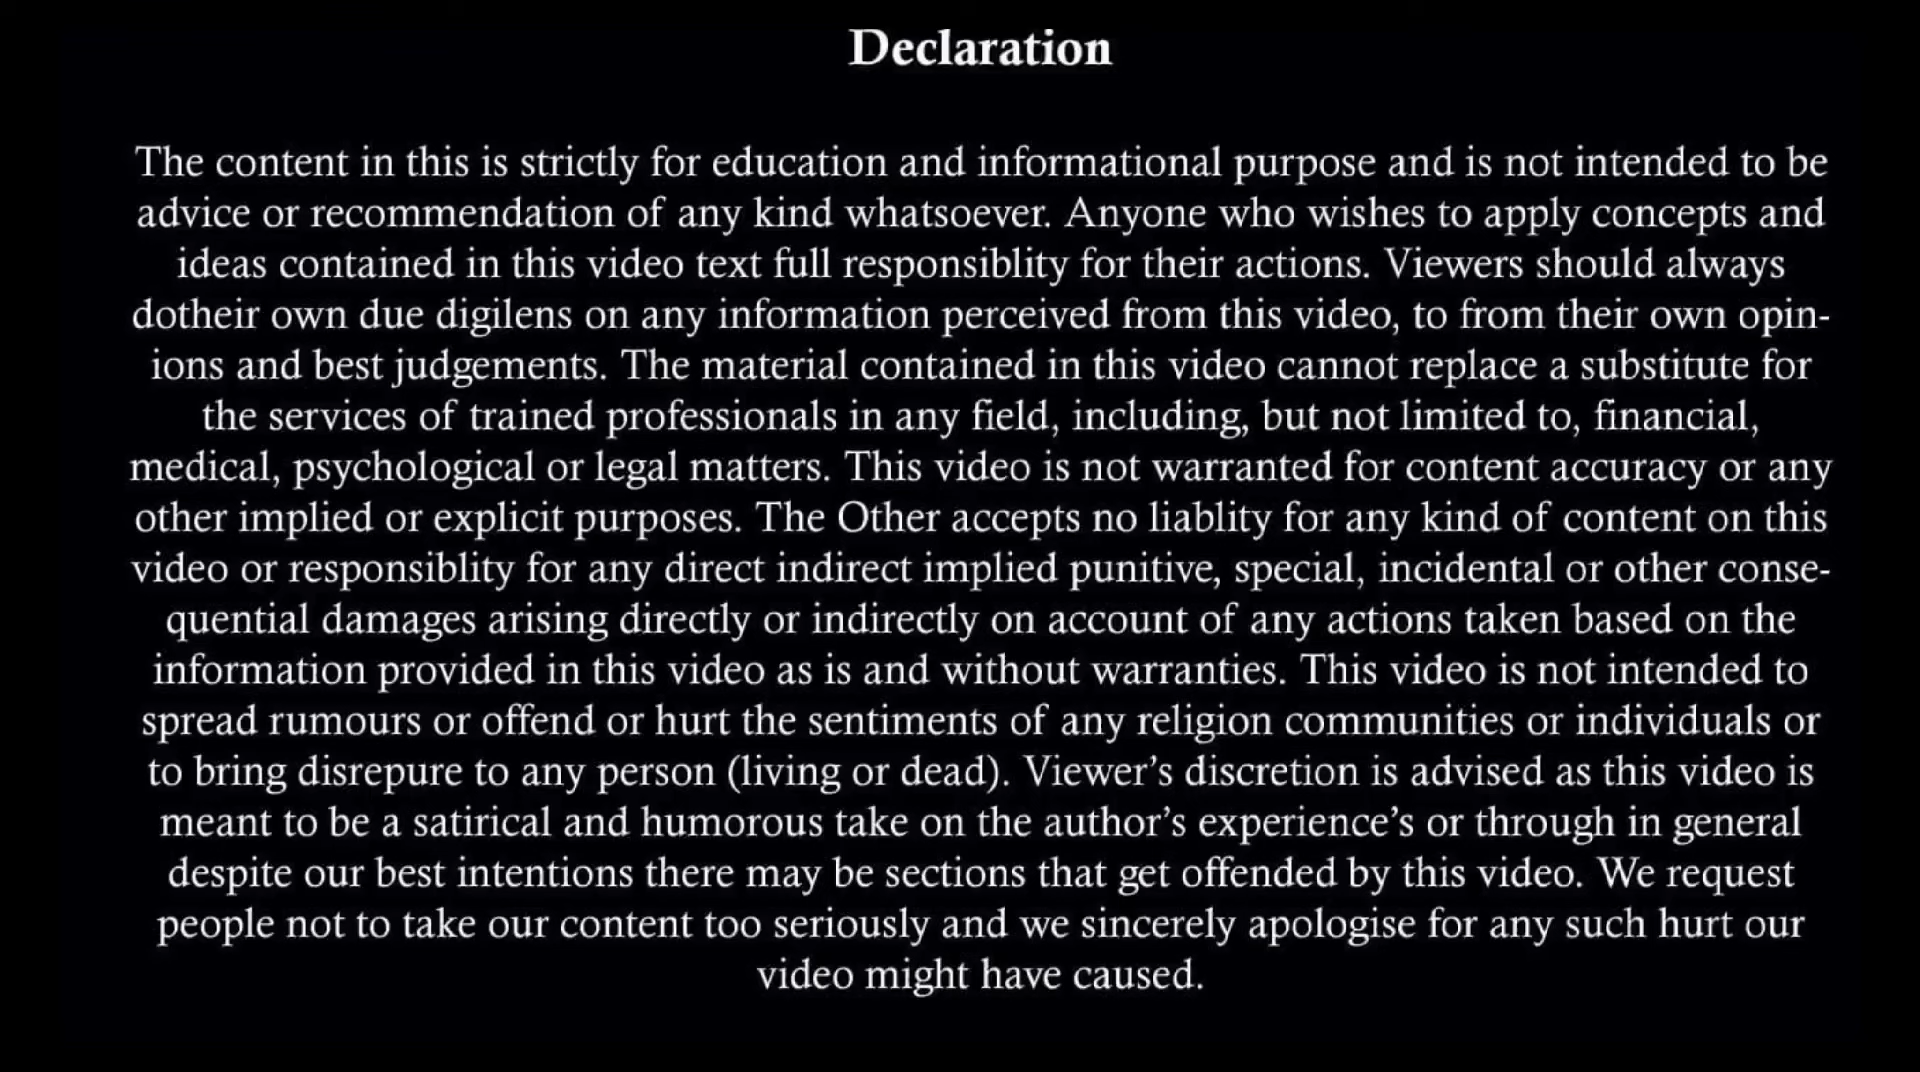 Declaration
The content in this is strictly for education and informational purpose and is not intended to be
advice or recommendation of any kind whatsoever. Anyone who wishes to apply concepts and
ideas contained in this video text full responsiblity for their actions. Viewers should always
dotheir own due digilens on any information perceived from this video, to from their own opin-
ions and best judgements. The material contained in this video cannot replace a substitute for
the services of trained professionals in any field, including, but not limited to, financial,
medical, psychological or legal matters. This video is not warranted for content accuracy or any
other implied or explicit purposes. The Other accepts no liablity for any kind of content on this
video or responsiblity for any direct indirect implied punitive, special, incidental or other conse-
quential damages arising directly or indirectly on account of any actions taken based on the
information provided in this video as is and without warranties. This video is not intended to
spread rumours or offend or hurt the sentiments of any religion communities or individuals or
to bring disrepure to any person (living or dead). Viewer’s discretion is advised as this video is
meant to be a satirical and humorous take on the author’s experience’s or through in general
despite our best intentions there may be sections that get offended by this video. We request
people not to take our content too seriously and we sincerely apologise for any such hurt our
video might have caused.